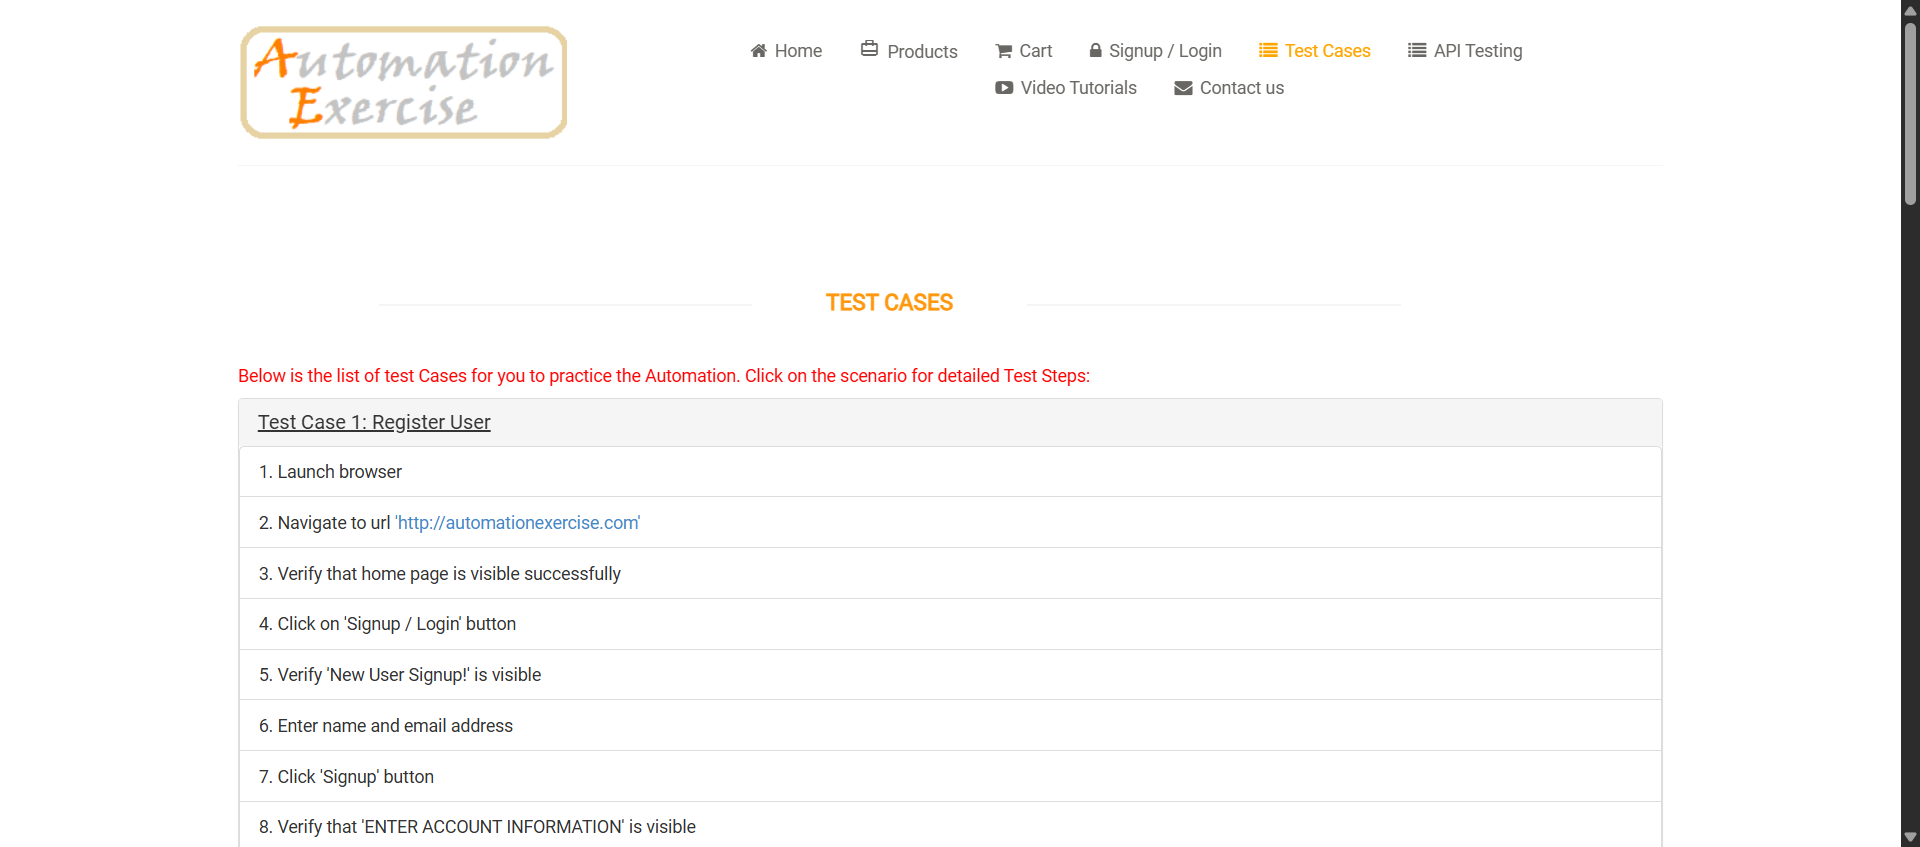 Automation
Exercise
Home Products Cart Signup / Login Test Cases API Testing
Video Tutorials Contact us
TEST CASES
Below is the list of test Cases for you to practice the Automation. Click on the scenario for detailed Test Steps:
Test Case 1: Register User
1. Launch browser
2. Navigate to url 'http://automationexercise.com'
3. Verify that home page is visible successfully
4. Click on 'Signup / Login' button
5. Verify 'New User Signup!' is visible
6. Enter name and email address
7. Click 'Signup' button
8. Verify that 'ENTER ACCOUNT INFORMATION' is visible